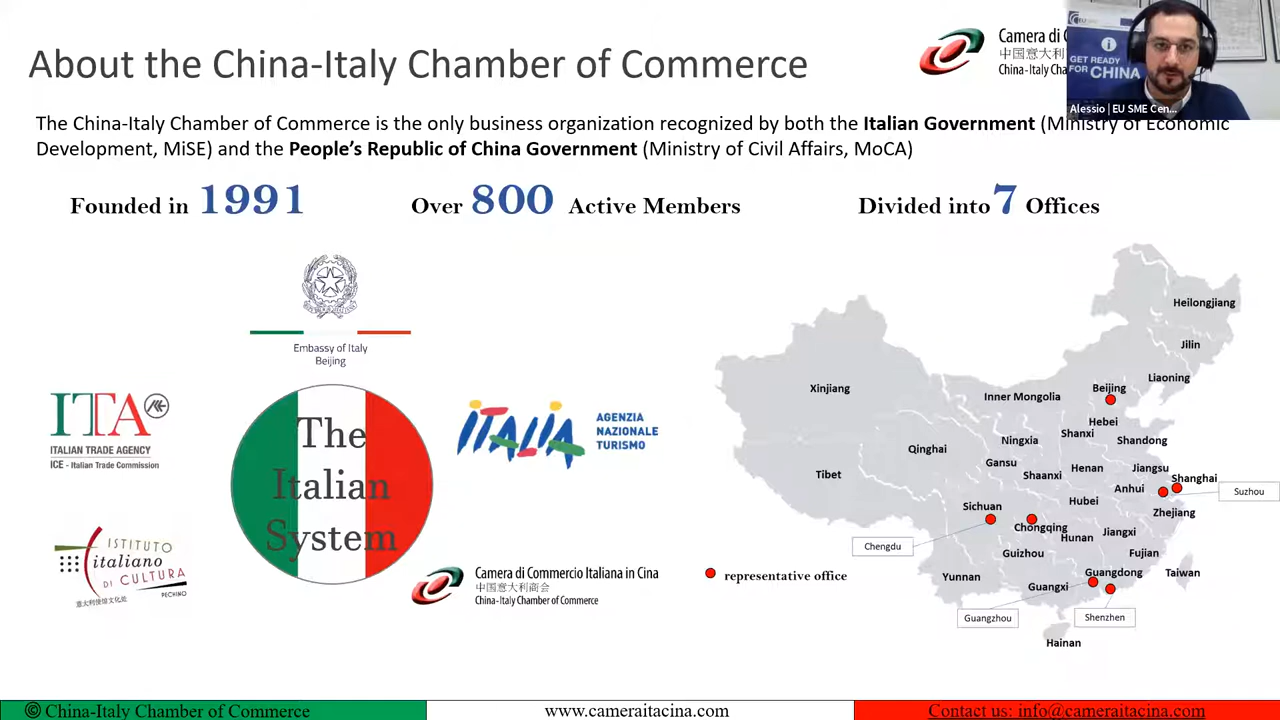 About the China-Italy Chamber of Commerce
Camera di C
中国意大利
China-Italy Cha
GET READY
FOR CHINA
Alessio | EU SME Cen...
The China-Italy Chamber of Commerce is the only business organization recognized by both the Italian Government (Ministry of Economic
Development, MiSE) and the People's Republic of China Government (Ministry of Civil Affairs, MoCA)
Founded in 1991
Over 800 Active Members
Divided into 7 Offices
Embassy of Italy
Beijing
ITA
ITALIAN TRADE AGENCY
ICE - Italian Trade Commission
The
Italian
System
ITALIA
AGENZIA
NAZIONALE
TURISMO
ISTITUTO
italiano
DI CULTURA
PECHINO
意大利使馆文化处
Camera di Commercio Italiana in Cina
中国意大利商会
China-Italy Chamber of Commerce
Heilongjiang
Jilin
Liaoning
Xinjiang
Inner Mongolia
Beijing
Hebei
Shanxi
Shandong
Ningxia
Qinghai
Gansu
Tibet
Shaanxi
Henan
Jiangsu
Shanghai
Anhui
Suzhou
Hubei
Sichuan
Zhejiang
Chongqing
Hunan
Jiangxi
Chengdu
Guizhou
Fujian
Yunnan
Guangxi
Guangdong
Taiwan
representative office
Guangzhou
Shenzhen
Hainan
© China-Italy Chamber of Commerce
www.cameraitacina.com
Contact us: info@cameraitacina.com